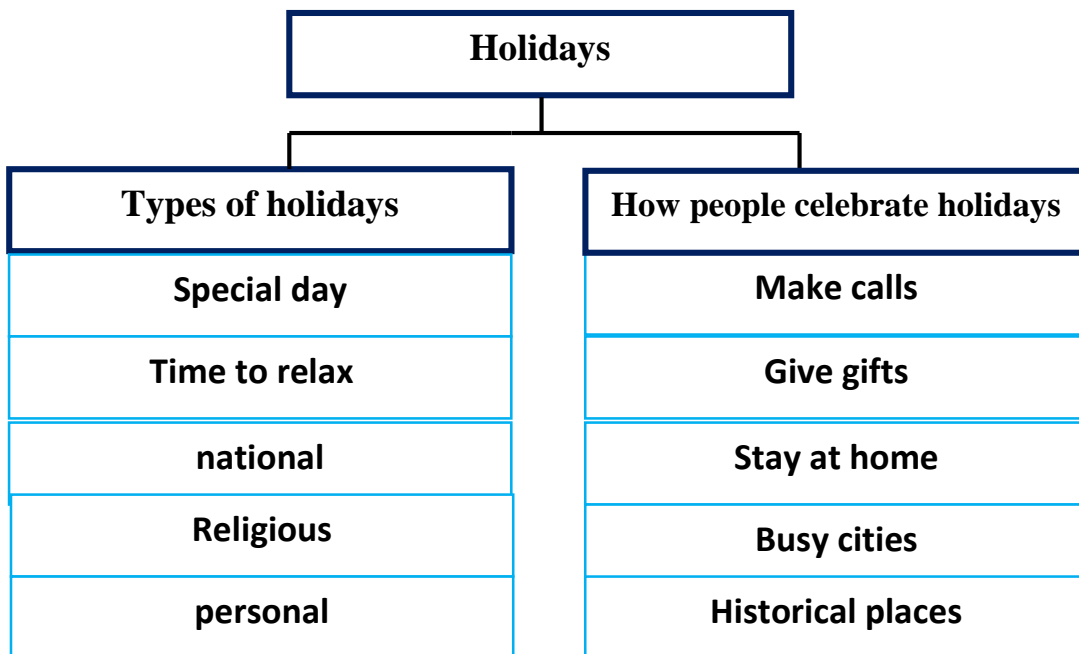 Holidays
Types of holidays
Special day
Time to relax
national
Religious
personal
How people celebrate holidays
Make calls
Give gifts
Stay at home
Busy cities
Historical places